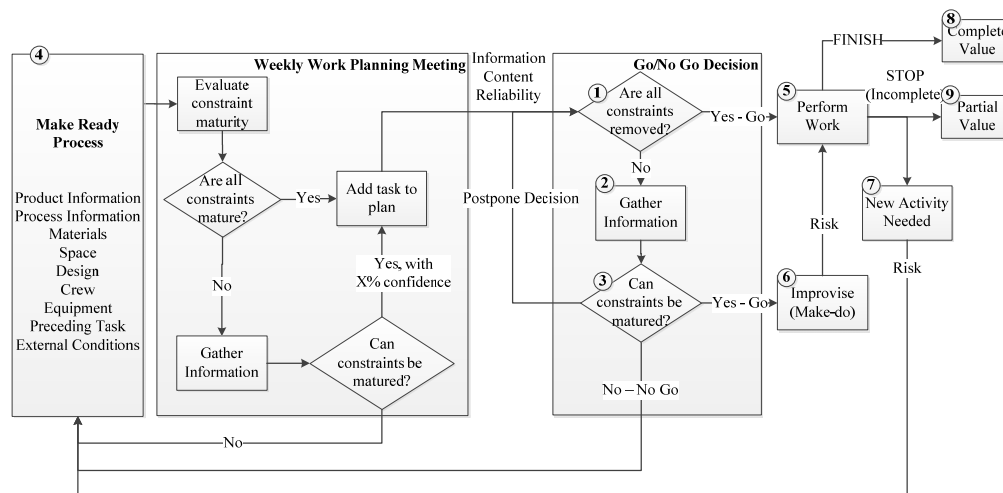 4
Make Ready
Process
Product Information
Process Information
Materials
Space
Design
Crew
Equipment
Preceding Task
External Conditions
Weekly Work Planning Meeting
Evaluate
constraint
maturity
Are all
constraints
mature?
Yes
Add task to
plan
No
Yes, with
X% confidence
Gather
Information
Can
constraints be
matured?
No
Information
Content
Reliability
Postpone Decision
Go/No Go Decision
1
Are all
constraints
removed?
Yes - Go
No
2
Gather
Information
3
Can
constraints be
matured?
Yes - Go
No – No Go
5
Perform
Work
FINISH
8
Complete
Value
STOP
(Incomplete)
9
Partial
Value
7
New Activity
Needed
Risk
6
Improvise
(Make-do)
Risk